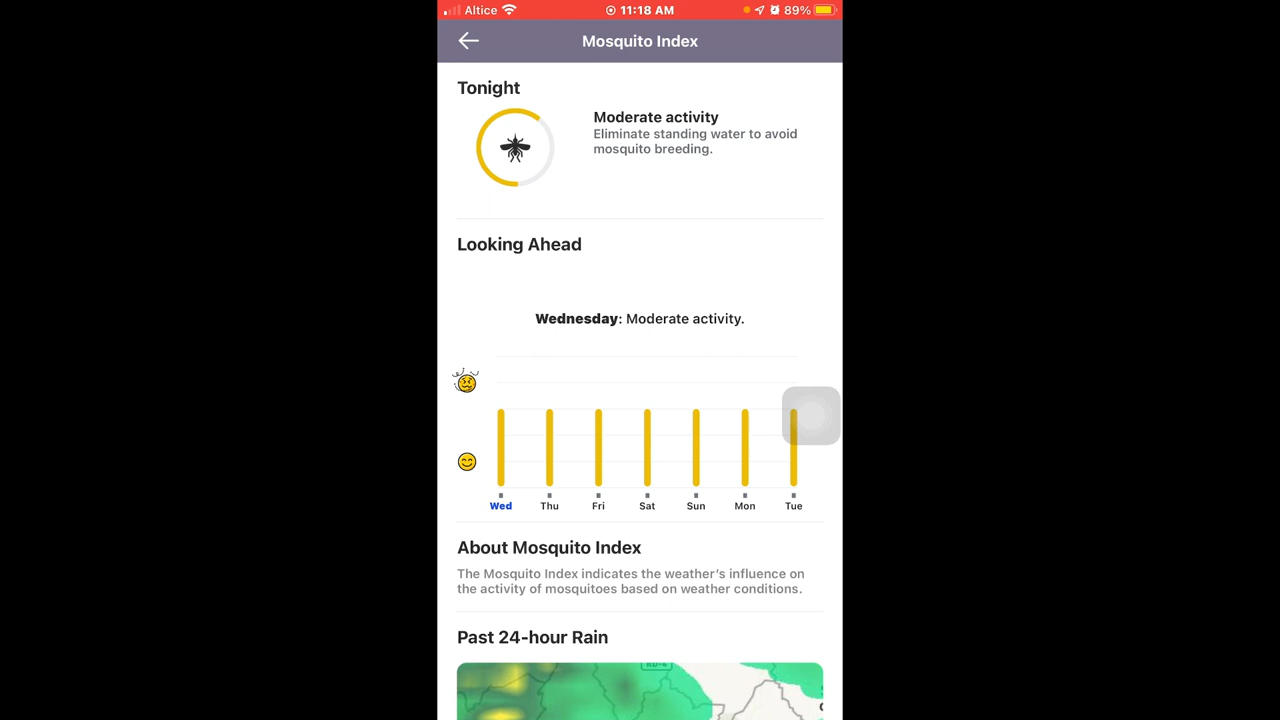 Altice 11:18 AM 89%
Mosquito Index
Tonight
Moderate activity
Eliminate standing water to avoid
mosquito breeding.
Looking Ahead
Wednesday: Moderate activity.
Wed Thu Fri Sat Sun Mon Tue
About Mosquito Index
The Mosquito Index indicates the weather's influence on
the activity of mosquitoes based on weather conditions.
Past 24-hour Rain
RD-4